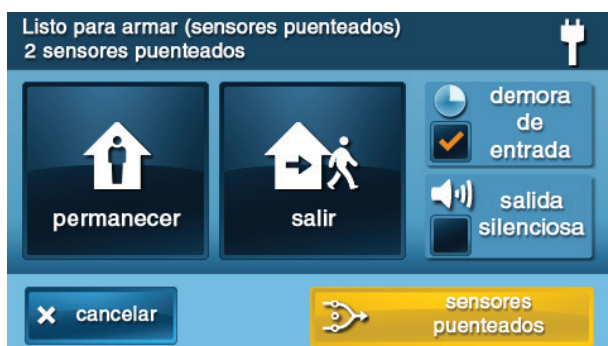 Listo para armar (sensores puenteados)
2 sensores puenteados
permanecer
salir
demora
de
entrada
salida
silenciosa
cancelar
sensores
puenteados